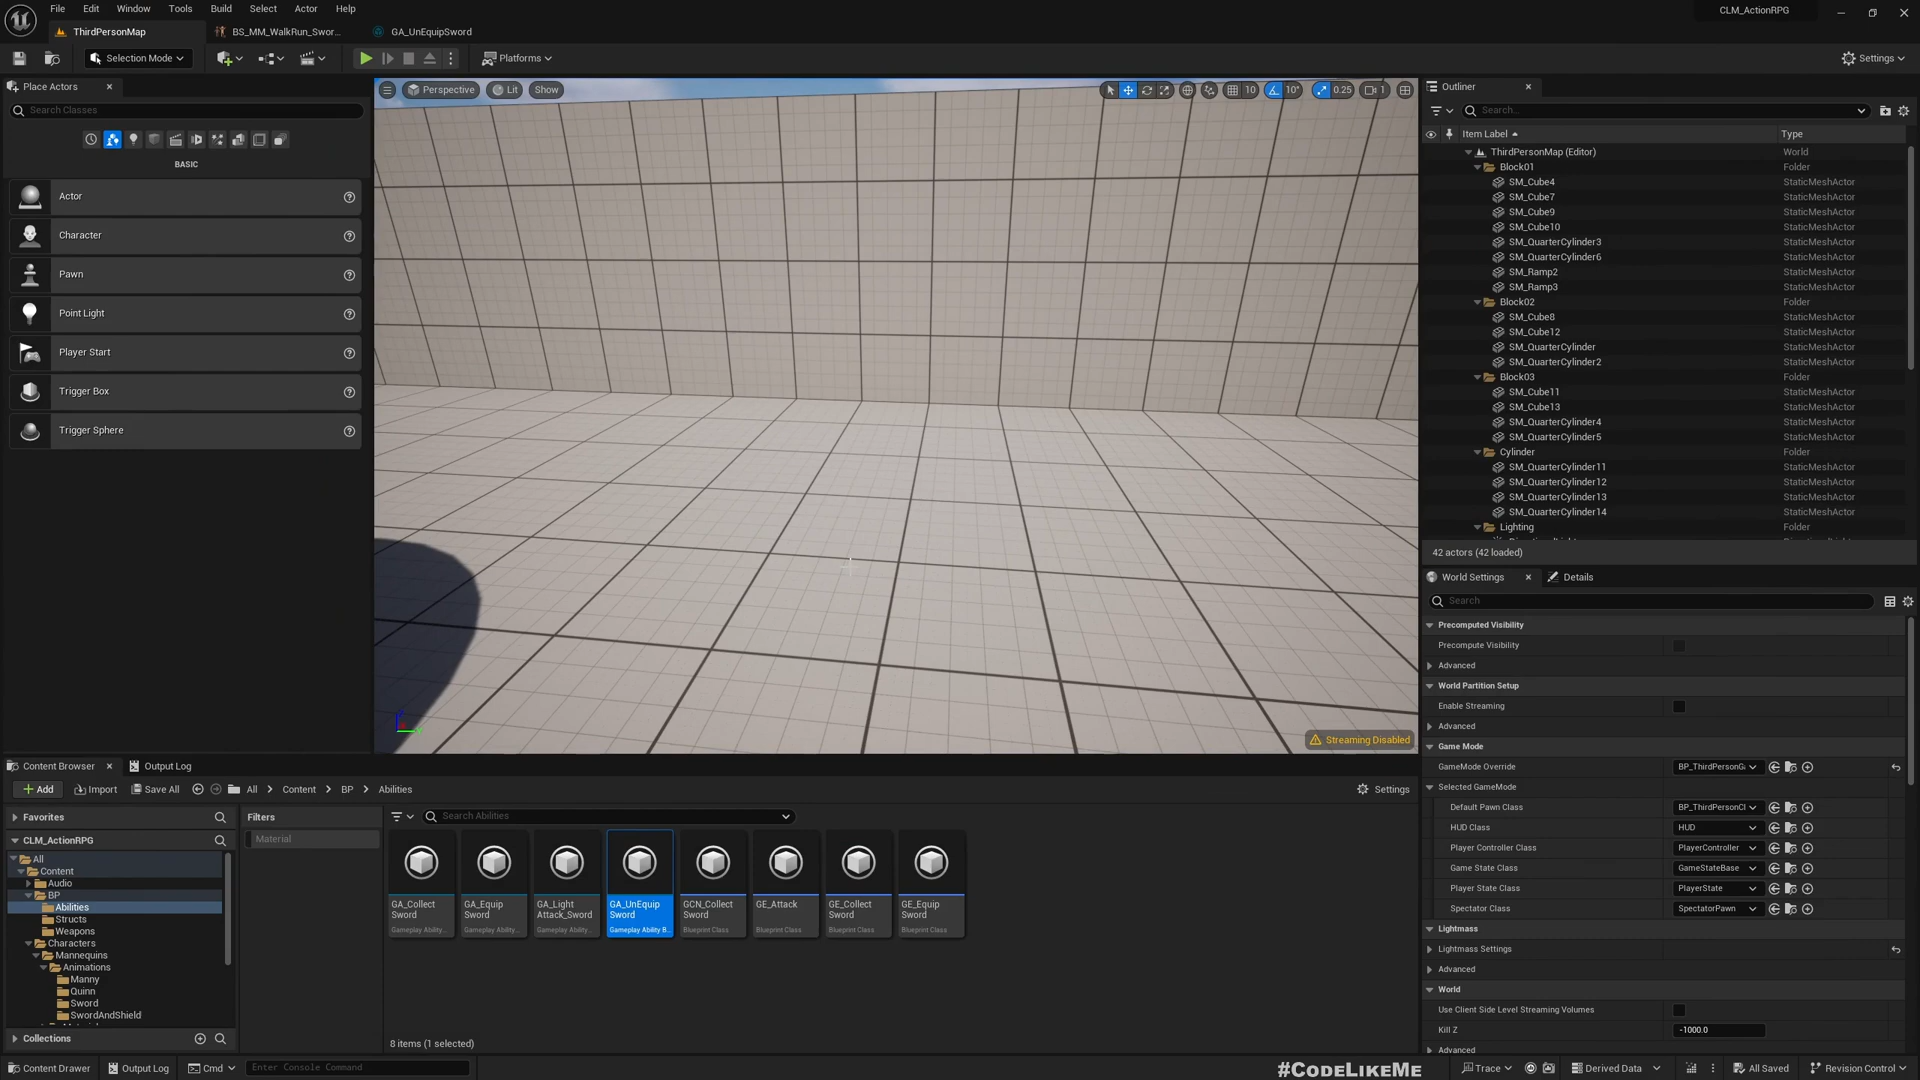 File Edit Window Tools Build Select Actor Help
CLM_ActionRPG
ThirdPersonMap
BS_MM_WalkRun_Swor...
GA_UnEquipSword
Selection Mode
Platforms
Settings
Place Actors
Search Classes
BASIC
Actor
Character
Pawn
Point Light
Player Start
Trigger Box
Trigger Sphere
Perspective
Lit
Show
10
10°
0.25
1
Streaming Disabled
Outliner
Search...
Item Label Type
ThirdPersonMap (Editor) World
Block01 Folder
SM_Cube4 StaticMeshActor
SM_Cube7 StaticMeshActor
SM_Cube9 StaticMeshActor
SM_Cube10 StaticMeshActor
SM_QuarterCylinder3 StaticMeshActor
SM_QuarterCylinder6 StaticMeshActor
SM_Ramp2 StaticMeshActor
SM_Ramp3 StaticMeshActor
Block02 Folder
SM_Cube8 StaticMeshActor
SM_Cube12 StaticMeshActor
SM_QuarterCylinder StaticMeshActor
SM_QuarterCylinder2 StaticMeshActor
Block03 Folder
SM_Cube11 StaticMeshActor
SM_Cube13 StaticMeshActor
SM_QuarterCylinder4 StaticMeshActor
SM_QuarterCylinder5 StaticMeshActor
Cylinder Folder
SM_QuarterCylinder11 StaticMeshActor
SM_QuarterCylinder12 StaticMeshActor
SM_QuarterCylinder13 StaticMeshActor
SM_QuarterCylinder14 StaticMeshActor
Lighting Folder
42 actors (42 loaded)
World Settings
Details
Search
Precomputed Visibility
Precompute Visibility
Advanced
World Partition Setup
Enable Streaming
Advanced
Game Mode
GameMode Override BP_ThirdPersonGa
Selected GameMode
Default Pawn Class BP_ThirdPersonCl
HUD Class HUD
Player Controller Class PlayerController
Game State Class GameStateBase
Player State Class PlayerState
Spectator Class SpectatorPawn
Lightmass
Lightmass Settings
Advanced
World
Use Client Side Level Streaming Volumes
Kill Z -1000.0
Advanced
Content Browser
Output Log
Add
Import
Save All
All
Content
BP
Abilities
Settings
Favorites
CLM_ActionRPG
All
Content
Audio
BP
Abilities
Structs
Weapons
Characters
Mannequins
Animations
Manny
Quinn
Sword
SwordAndShield
Collections
Filters
Material
Search Abilities
GA_Collect
Sword
Gameplay Ability...
GA_Equip
Sword
Gameplay Ability...
GA_Light
Attack_Sword
Gameplay Ability...
GA_UnEquip
Sword
Gameplay Ability B...
GCN_Collect
Sword
Blueprint Class
GE_Attack
Blueprint Class
GE_Collect
Sword
Blueprint Class
GE_Equip
Sword
Blueprint Class
8 items (1 selected)
Content Drawer
Output Log
Cmd
Enter Console Command
#CODELIKEME
Trace
Derived Data
All Saved
Revision Control